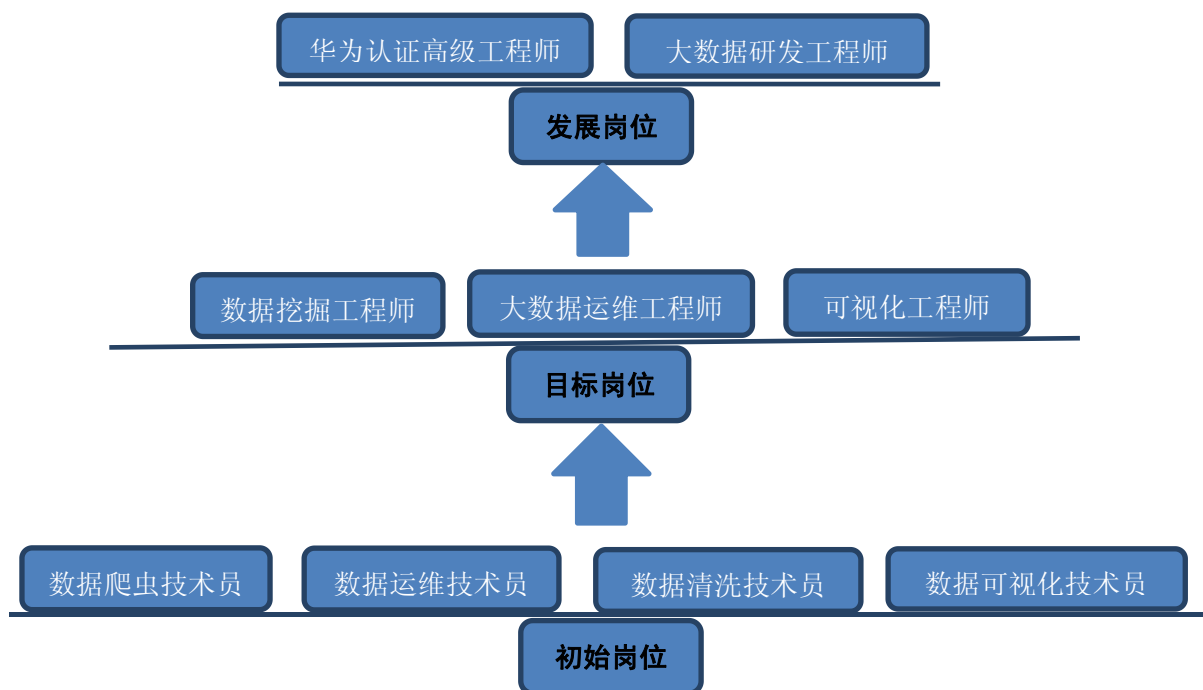 华为认证高级工程师
大数据研发工程师
发展岗位
数据挖掘工程师
大数据运维工程师
可视化工程师
目标岗位
数据爬虫技术员
数据运维技术员
数据清洗技术员
数据可视化技术员
初始岗位